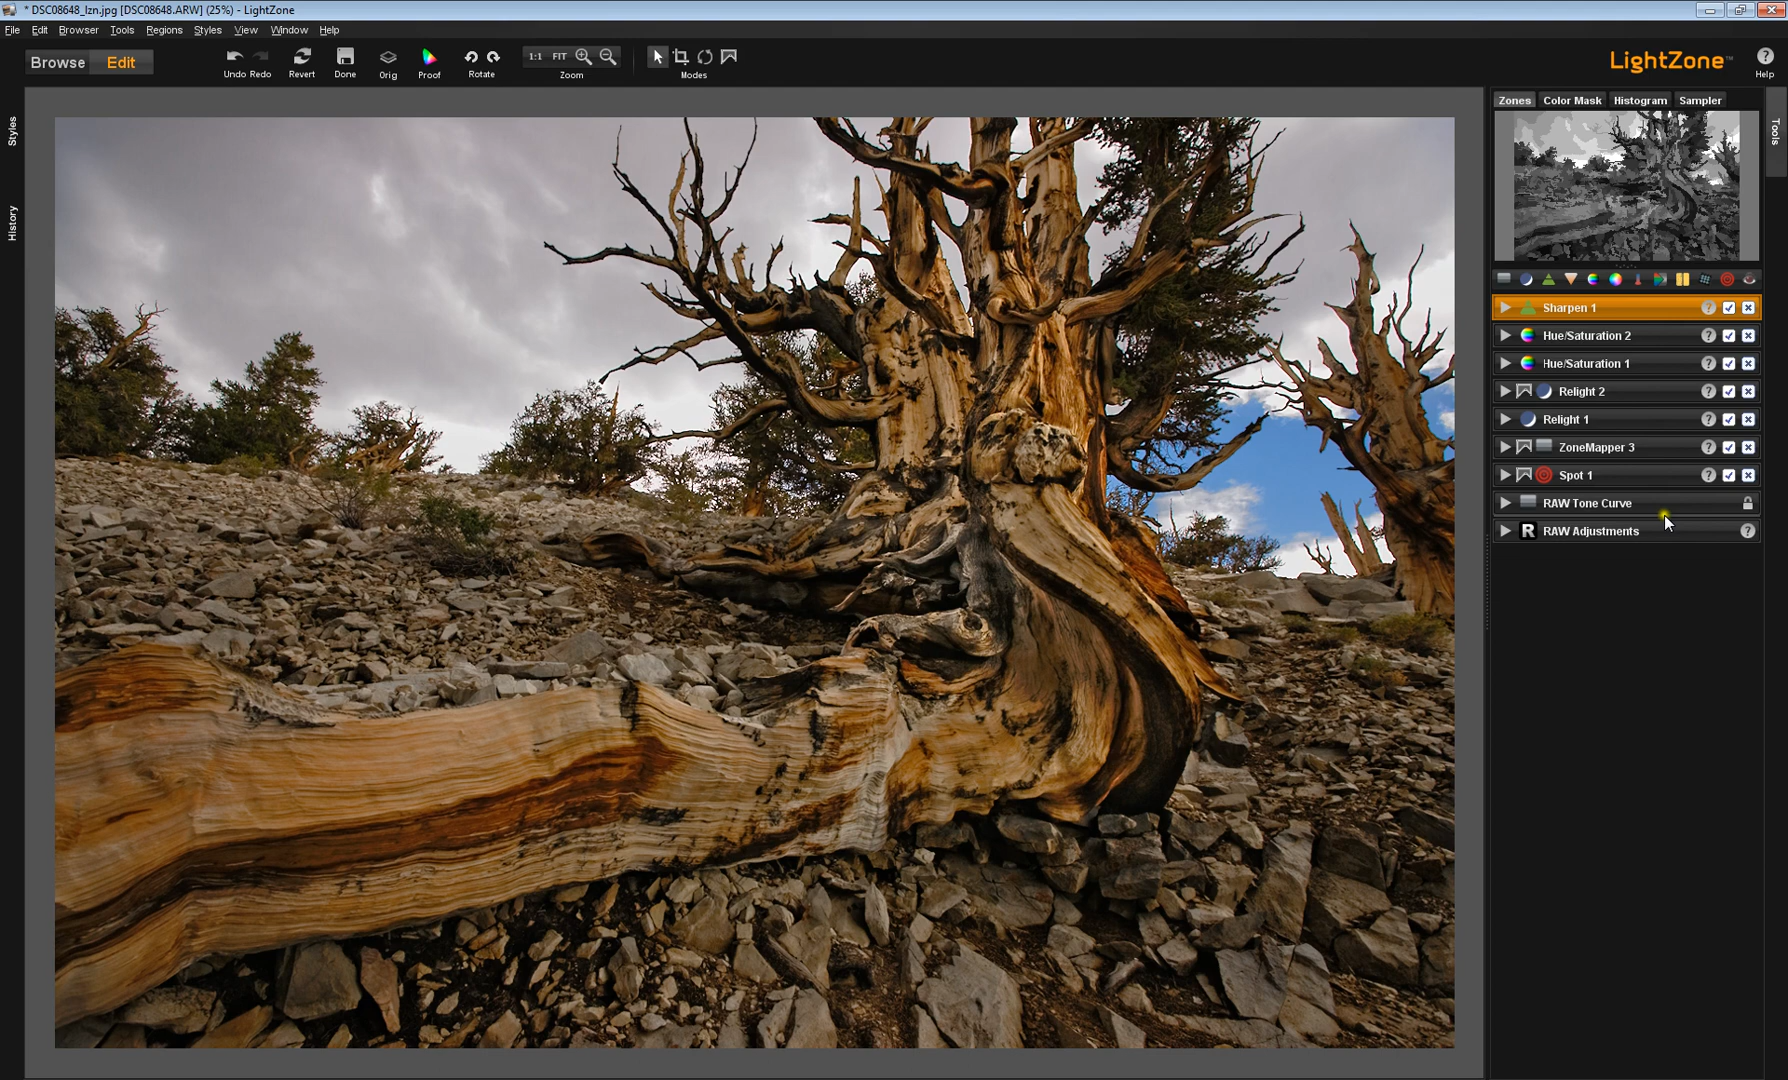 * DSC08648_lzn.jpg [DSC08648.ARW] (25%) - LightZone
File Edit Browser Tools Regions Styles View Window Help
Browse Edit
Undo Redo Revert Done Orig Proof Rotate
1:1 FIT
Zoom Modes
LightZone™
? Help
Styles
History
Zones Color Mask Histogram Sampler
Tools
Sharpen 1 ?
Hue/Saturation 2 ?
Hue/Saturation 1 ?
Relight 2 ?
Relight 1 ?
ZoneMapper 3 ?
Spot 1 ?
RAW Tone Curve
R RAW Adjustments ?